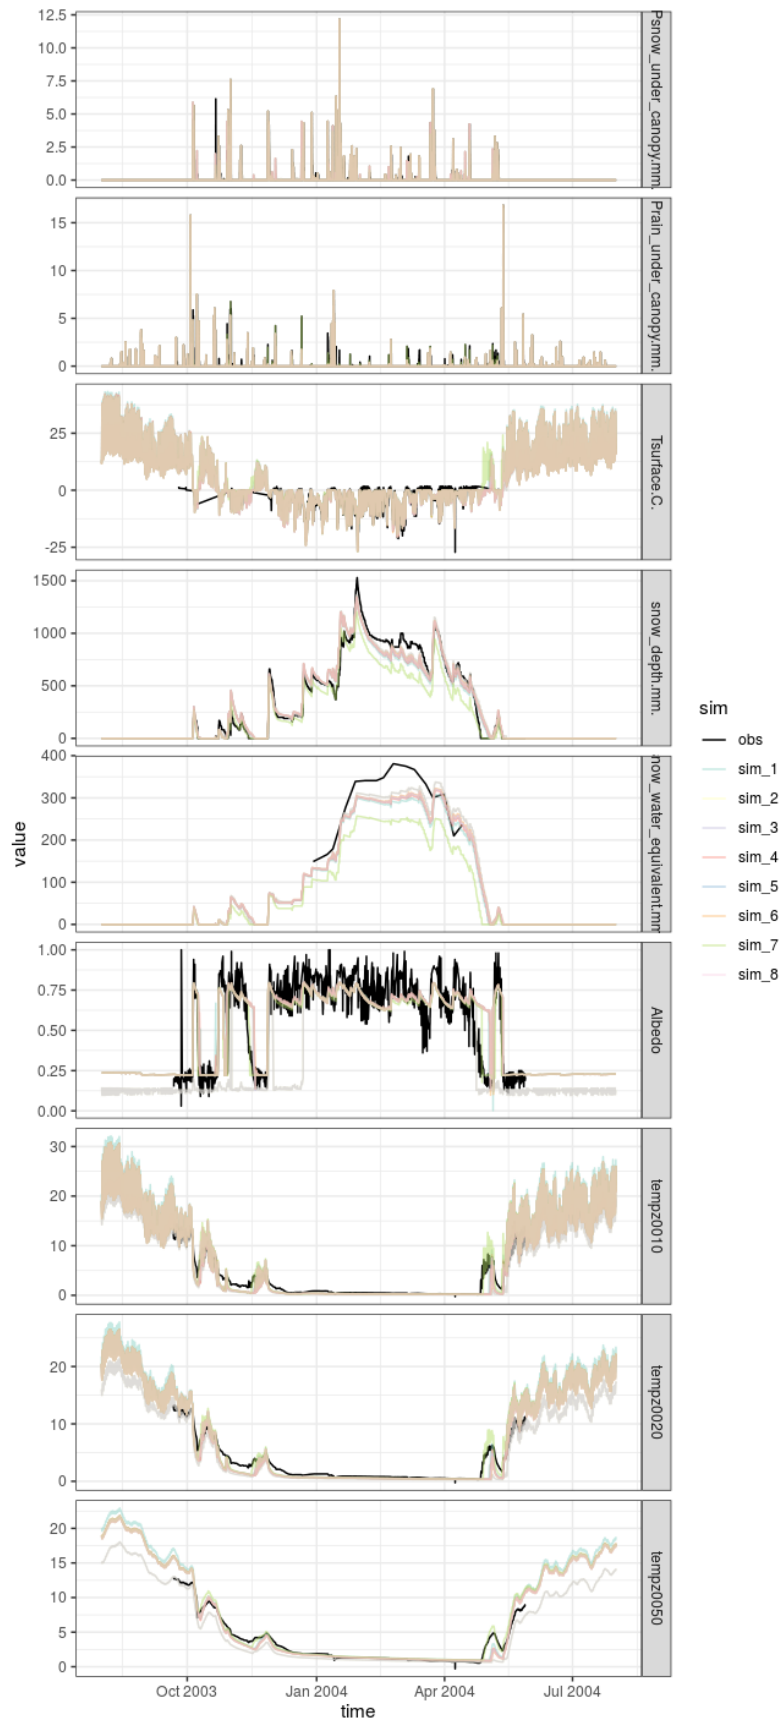 12.5
10.0
7.5
5.0
2.5
0.0
Psnow_under_canopy.mm.
15
10
5
0
Prain_under_canopy.mm.
25
0
-25
Tsurface.C.
1500
1000
500
0
snow_depth.mm.
400
300
200
100
0
now_water_equivalent.mm
1.00
0.75
0.50
0.25
0.00
Albedo
30
20
10
0
tempz0010
20
10
0
tempz0020
20
15
10
5
0
tempz0050
Oct 2003
Jan 2004
Apr 2004
Jul 2004
time
value
sim
obs
sim_1
sim_2
sim_3
sim_4
sim_5
sim_6
sim_7
sim_8